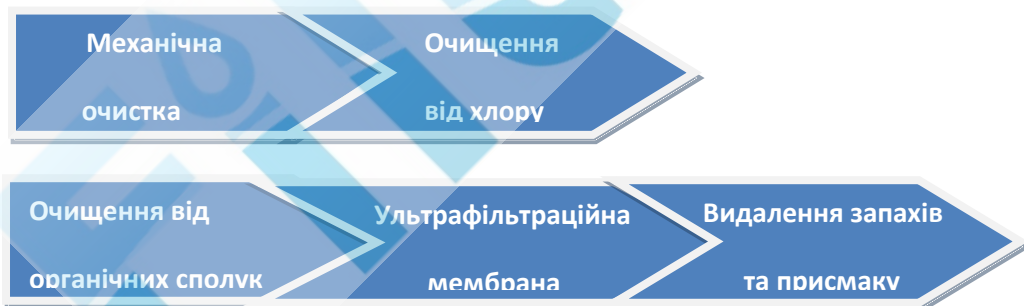 Механічна
очистка
Очищення
від хлору
Очищення від
органічних сполук
Ультрафільтраційна
мембрана
Видалення запахів
та присмаку